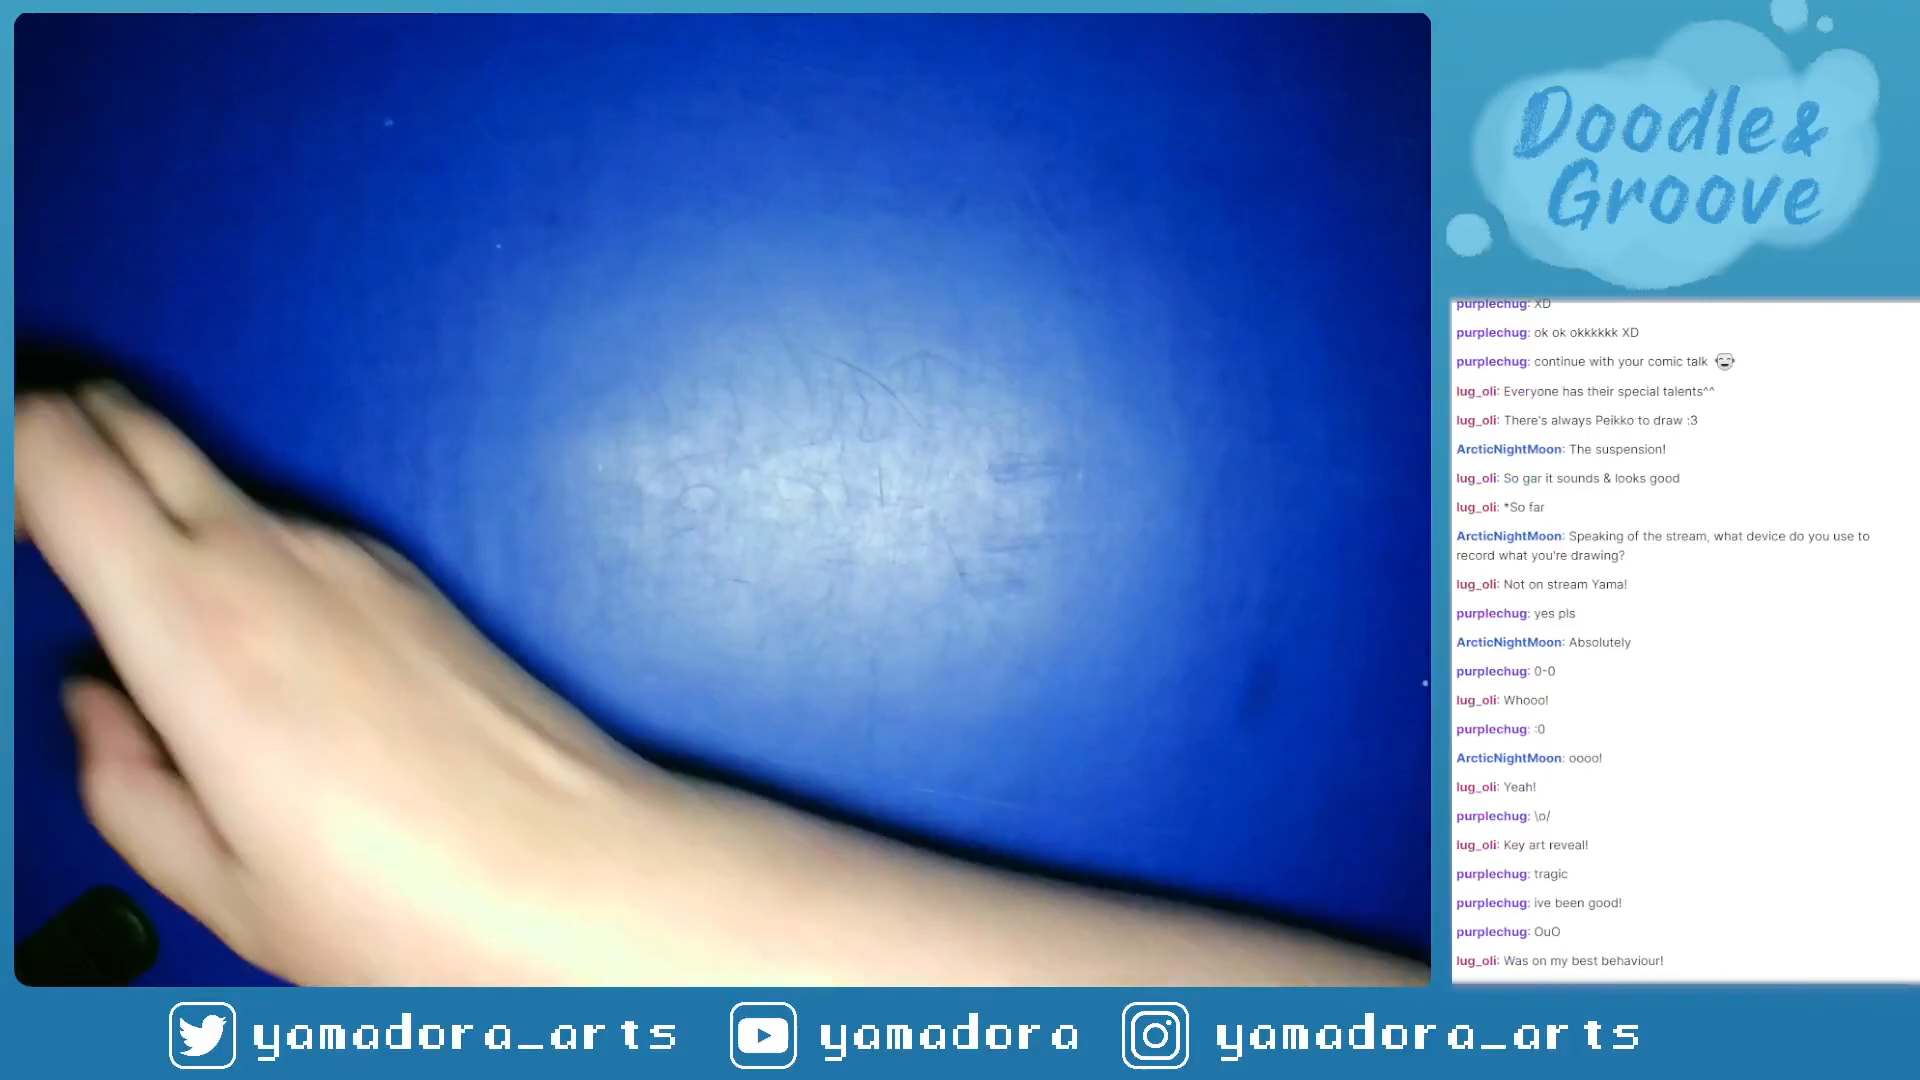 Doodle&
Groove
purplechug: XD
purplechug: ok ok okkkkkk XD
purplechug: continue with your comic talk
lug_oli: Everyone has their special talents^^
lug_oli: There's always Peikko to draw :3
ArcticNightMoon: The suspension!
lug_oli: So gar it sounds & looks good
lug_oli: *So far
ArcticNightMoon: Speaking of the stream, what device do you use to
record what you're drawing?
lug_oli: Not on stream Yama!
purplechug: yes pls
ArcticNightMoon: Absolutely
purplechug: 0-0
lug_oli: Whooo!
purplechug: :0
ArcticNightMoon: oooo!
lug_oli: Yeah!
purplechug: \o/
lug_oli: Key art reveal!
purplechug: tragic
purplechug: ive been good!
purplechug: OuO
lug_oli: Was on my best behaviour!
yamadora_arts yamadora yamadora_arts